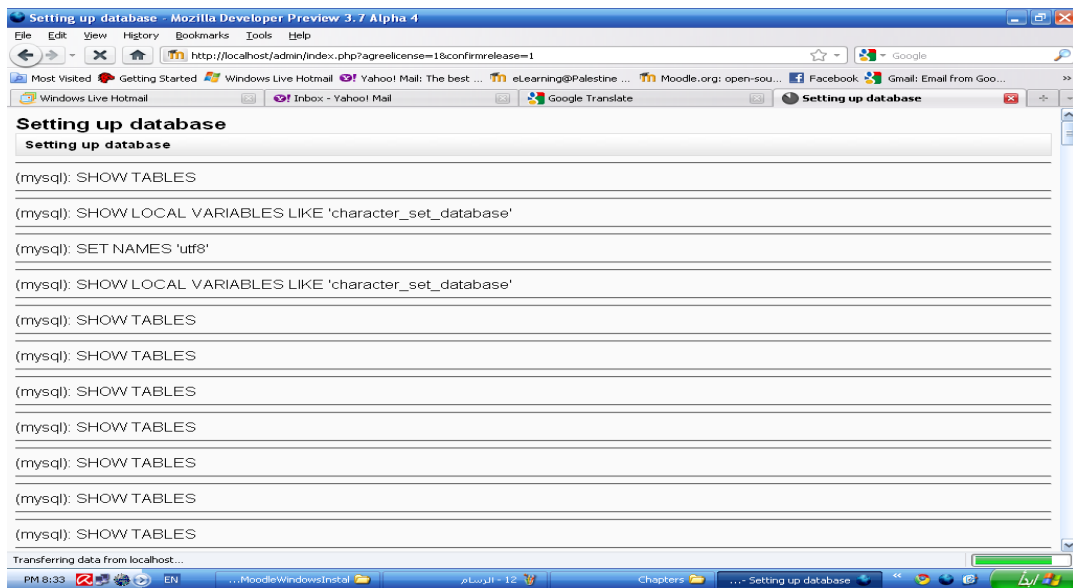 Setting up database - Mozilla Developer Preview 3.7 Alpha 4
File Edit View History Bookmarks Tools Help
http://localhost/admin/index.php?agreelicense=1&confirmrelease=1 Google
Most Visited Getting Started Windows Live Hotmail Yahoo! Mail: The best ... eLearning@Palestine ... Moodle.org: open-sou... Facebook Gmail: Email from Goo... »
Windows Live Hotmail Inbox - Yahoo! Mail Google Translate Setting up database
Setting up database
Setting up database
(mysql): SHOW TABLES
(mysql): SHOW LOCAL VARIABLES LIKE 'character_set_database'
(mysql): SET NAMES 'utf8'
(mysql): SHOW LOCAL VARIABLES LIKE 'character_set_database'
(mysql): SHOW TABLES
(mysql): SHOW TABLES
(mysql): SHOW TABLES
(mysql): SHOW TABLES
(mysql): SHOW TABLES
(mysql): SHOW TABLES
(mysql): SHOW TABLES
Transferring data from localhost...
PM 8:33 EN ...MoodleWindowsInstal 12 - الرسام Chapters ...- Setting up database « ابدأ